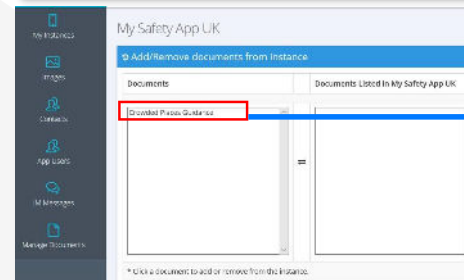 My Instances
Images
Contacts
App Users
IM Messages
Manage Documents
My Safety App UK
Add/Remove documents from Instance
Documents
Documents Listed in My Safety App UK
Crowded Places Guidance
* Click a document to add or remove from the instance.